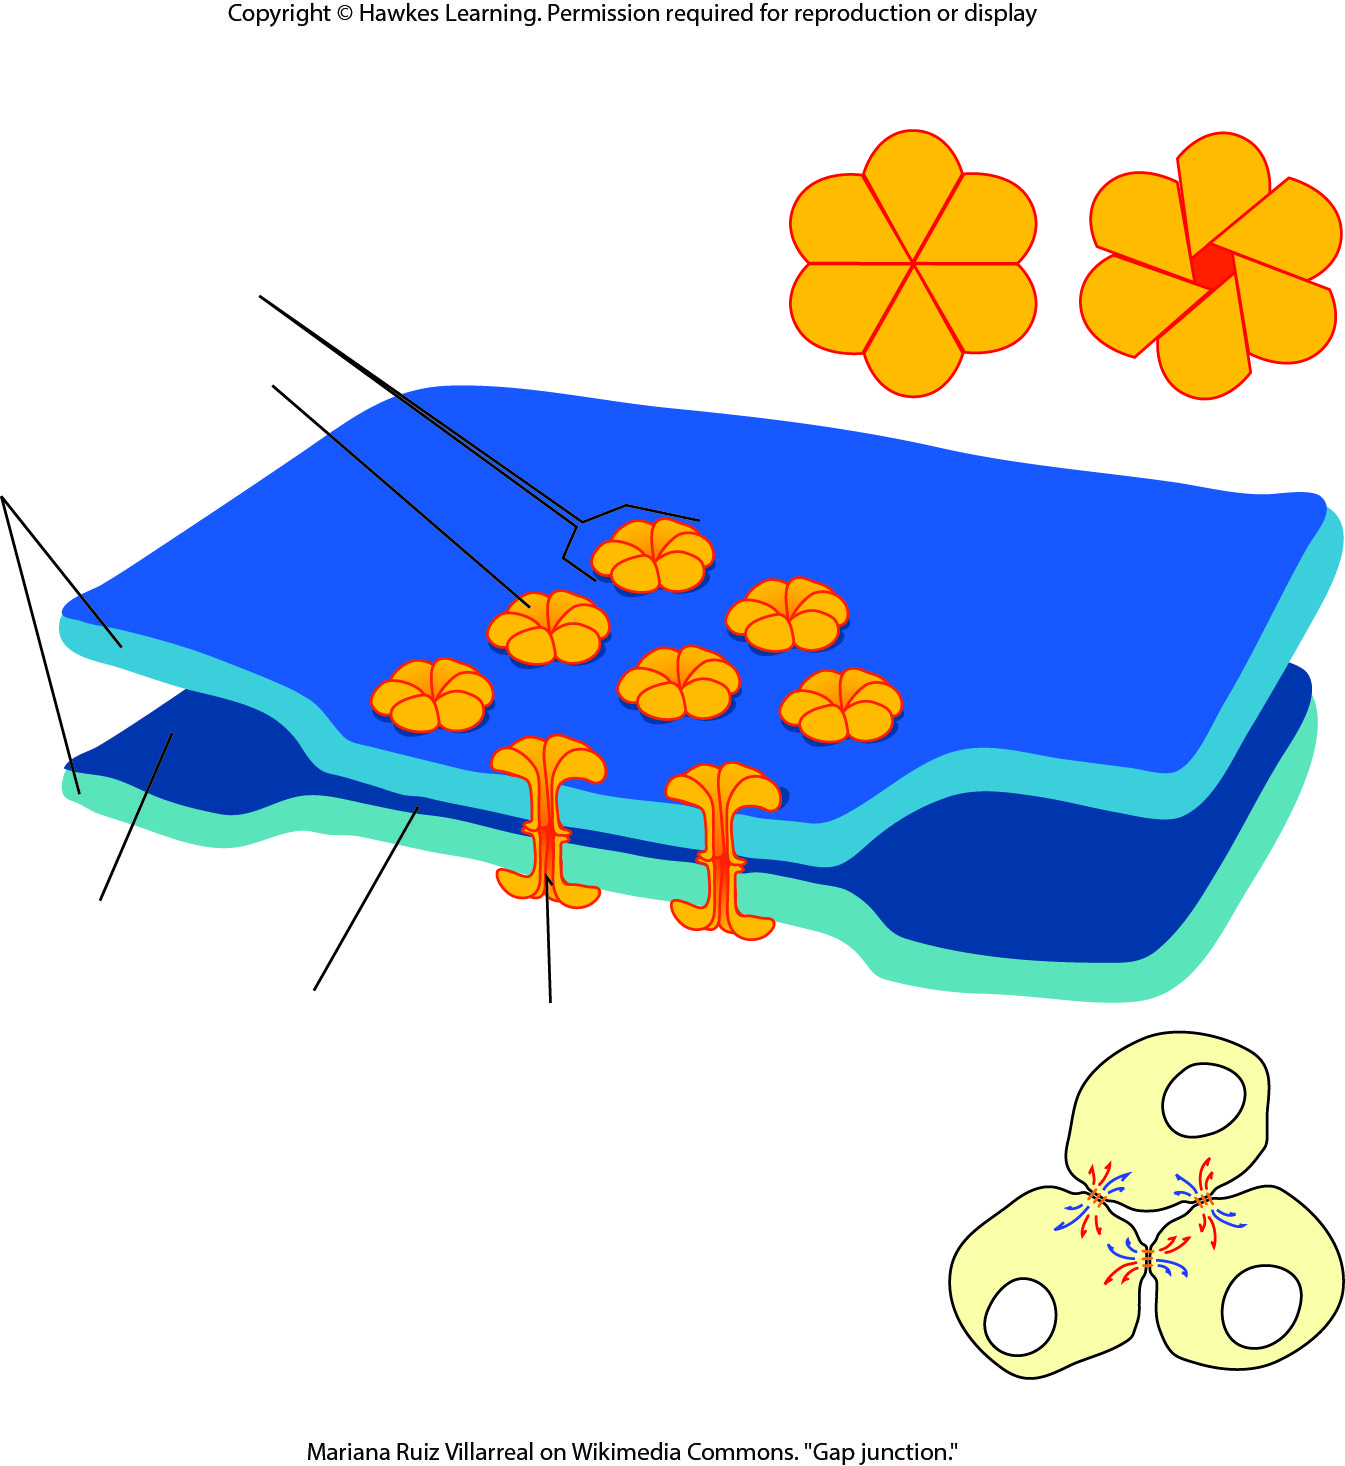 Copyright © Hawkes Learning. Permission required for reproduction or display
Mariana Ruiz Villarreal on Wikimedia Commons. "Gap junction."